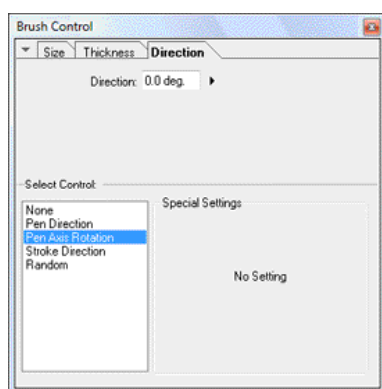 Brush Control
Size Thickness Direction
Direction: 0.0 deg.
Select Control:
None
Pen Direction
Pen Axis Rotation
Stroke Direction
Random
Special Settings
No Setting